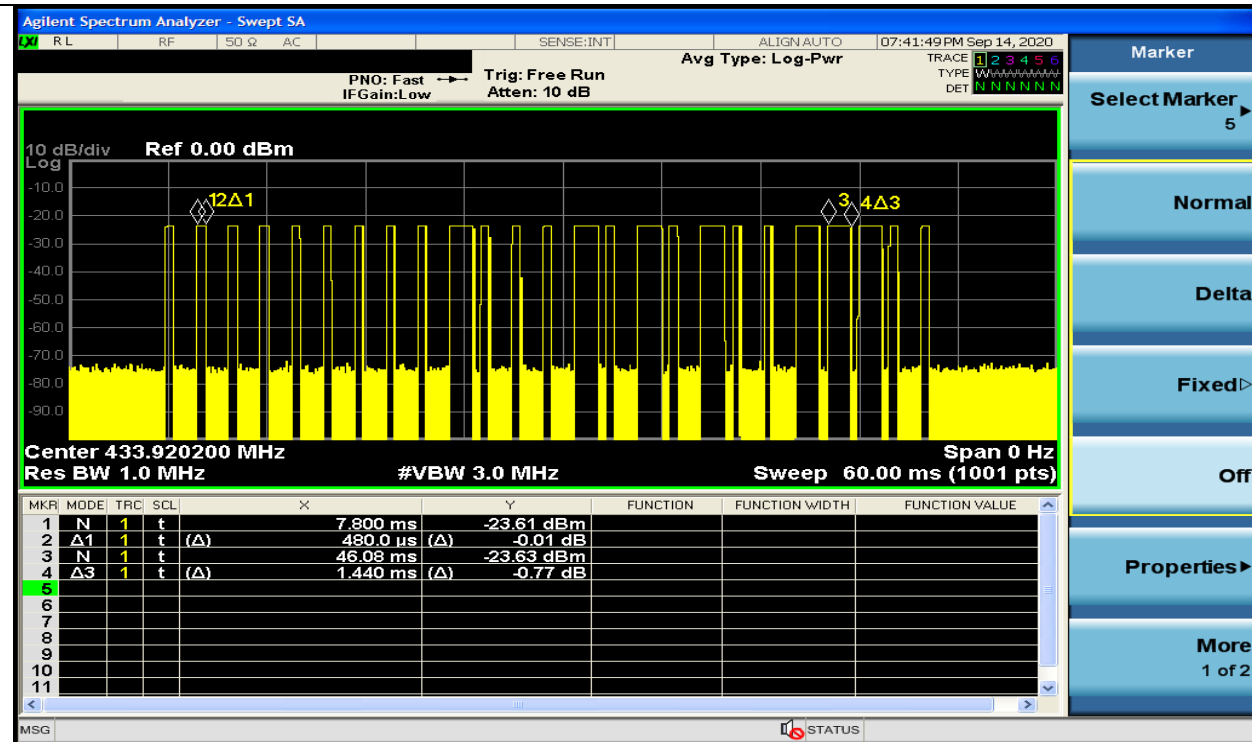 Agilent Spectrum Analyzer - Swept SA
LXI RL RF 50 Ω AC SENSE:INT ALIGN AUTO 07:41:49 PM Sep 14, 2020
Avg Type: Log-Pwr TRACE 1 2 3 4 5 6
PNO: Fast Trig: Free Run TYPE W
IFGain:Low Atten: 10 dB DET N N N N N N
Marker
Select Marker
5
Normal
Delta
Fixed
Off
Properties
More
1 of 2
10 dB/div Ref 0.00 dBm
Log
-10.0
-20.0
-30.0
-40.0
-50.0
-60.0
-70.0
-80.0
-90.0
1 2Δ1 3 4Δ3
Center 433.920200 MHz Span 0 Hz
Res BW 1.0 MHz #VBW 3.0 MHz Sweep 60.00 ms (1001 pts)
MKR MODE TRC SCL X Y FUNCTION FUNCTION WIDTH FUNCTION VALUE
1 N 1 t 7.800 ms -23.61 dBm
2 Δ1 1 t (Δ) 480.0 µs (Δ) -0.01 dB
3 N 1 t 46.08 ms -23.63 dBm
4 Δ3 1 t (Δ) 1.440 ms (Δ) -0.77 dB
5
6
7
8
9
10
11
MSG STATUS